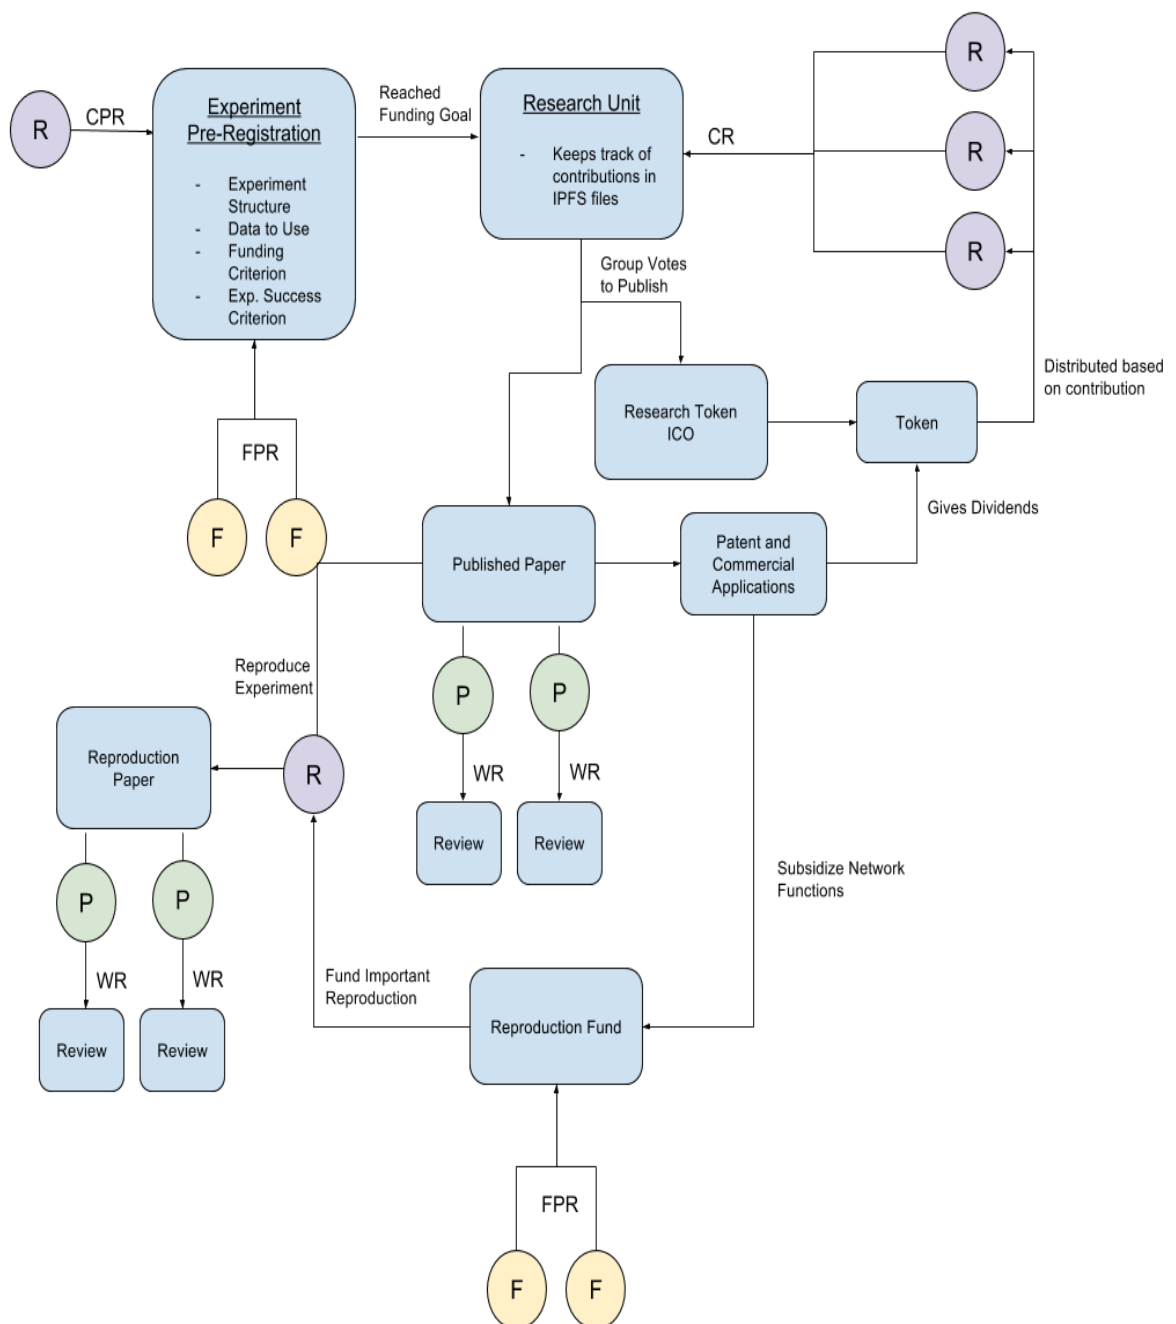 R
CPR
Experiment
Pre-Registration
- Experiment
Structure
- Data to Use
- Funding
Criterion
- Exp. Success
Criterion
Reached
Funding Goal
Research Unit
- Keeps track of
contributions in
IPFS files
CR
R
R
R
Group Votes
to Publish
Distributed based
on contribution
Research Token
ICO
Token
FPR
F
F
Gives Dividends
Published Paper
Patent and
Commercial
Applications
Reproduce
Experiment
P
P
WR
WR
Review
Review
Reproduction
Paper
R
P
P
WR
WR
Review
Review
Subsidize Network
Functions
Fund Important
Reproduction
Reproduction Fund
FPR
F
F